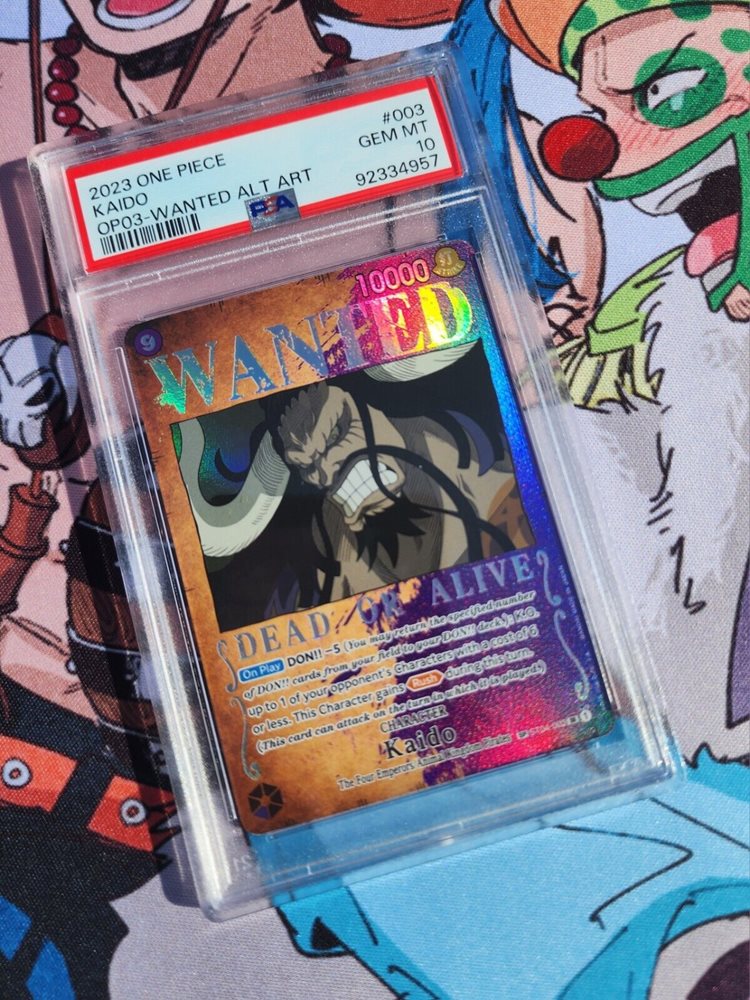 2023 ONE PIECE
#003
KAIDO
GEM MT
OP03-WANTED ALT ART
10
92334957
PSA
9
10000
WANTED
DEAD OR ALIVE
On Play DON!! −5 (You may return the specified number
of DON!! cards from your field to your DON!! deck.): K.O.
up to 1 of your opponent's Characters with a cost of 6
or less. This Character gains Rush during this turn.
(This card can attack on the turn in which it is played.)
CHARACTER
Kaido
The Four Emperors/Animal Kingdom Pirates
1